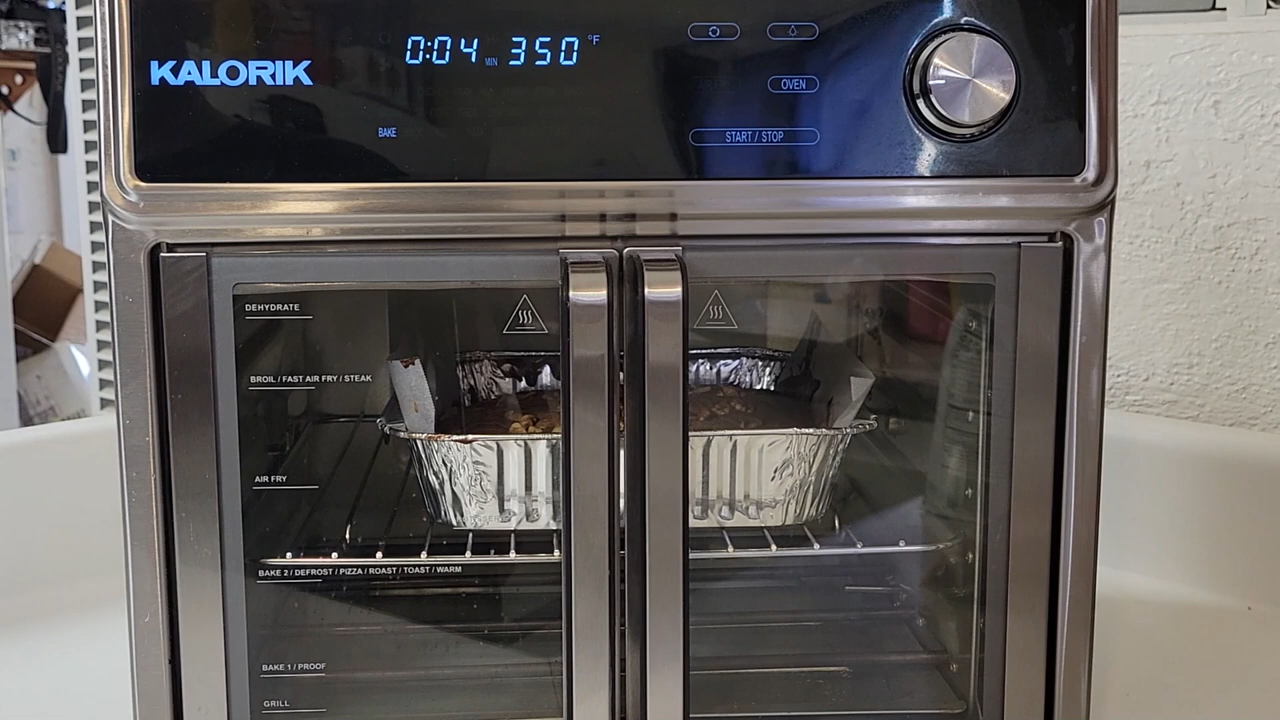 0:04 MIN 350 °F
KALORIK
OVEN
BAKE
START / STOP
DEHYDRATE
BROIL / FAST AIR FRY / STEAK
AIR FRY
BAKE 2 / DEFROST / PIZZA / ROAST / TOAST / WARM
BAKE 1 / PROOF
GRILL